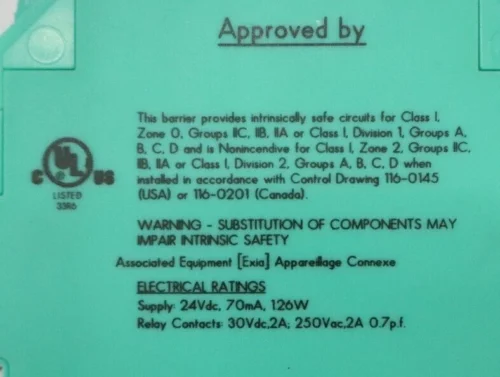 Approved by
This barrier provides intrinsically safe circuits for Class I,
Zone 0, Groups IIC, IIB, IIA or Class I, Division 1, Groups A,
B, C, D and is Nonincendive for Class I, Zone 2, Groups IIC,
IIB, IIA or Class I, Division 2, Groups A, B, C, D when
installed in accordance with Control Drawing 116-0145
(USA) or 116-0201 (Canada).
C UL US
LISTED
WARNING - SUBSTITUTION OF COMPONENTS MAY
IMPAIR INTRINSIC SAFETY
Associated Equipment [Exia] Appareillage Connexe
ELECTRICAL RATINGS
Supply: 24Vdc, 70mA, 1.26W
Relay Contacts: 30Vdc,2A; 250Vac,2A 0.7p.f.